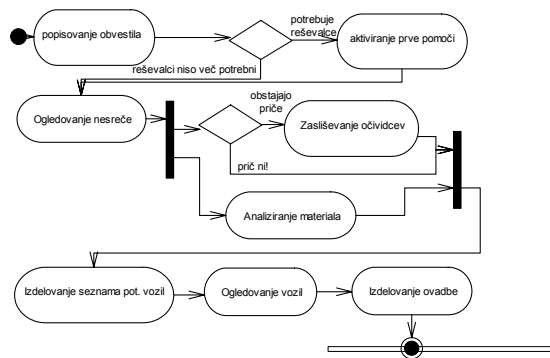 popisovanje obvestila
potrebuje
reševalce
aktiviranje prve pomoči
reševalci niso več potrebni
Ogledovanje nesreče
obstajajo
priče
Zasliševanje očividcev
prič ni!
Analiziranje materiala
Izdelovanje seznama pot. vozil
Ogledovanje vozil
Izdelovanje ovadbe